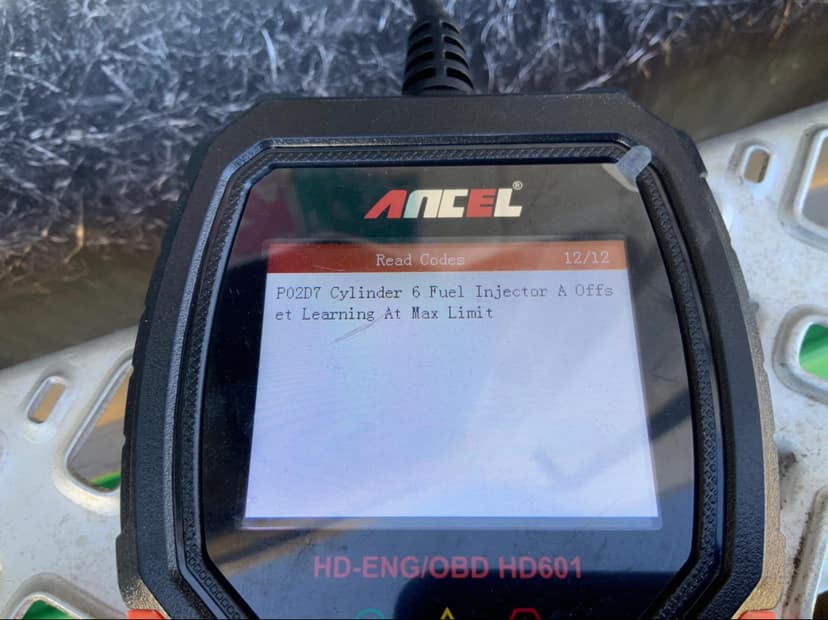 ANCEL®
Read Codes 12/12
P02D7 Cylinder 6 Fuel Injector A Offs
et Learning At Max Limit
HD-ENG/OBD HD601